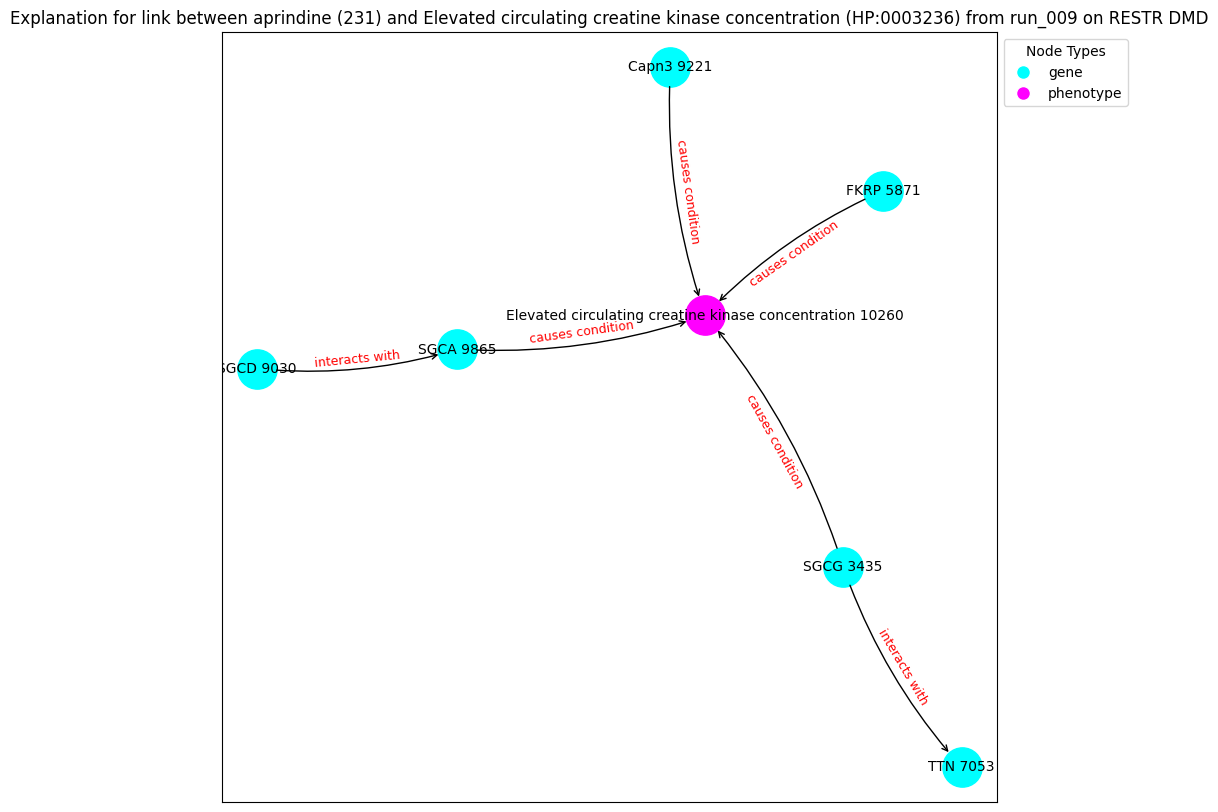 Explanation for link between aprindine (231) and Elevated circulating creatine kinase concentration (HP:0003236) from run_009 on RESTR DMD
Node Types
gene
phenotype
Capn3 9221
causes condition
FKRP 5871
causes condition
Elevated circulating creatine kinase concentration 10260
causes condition
SGCA 9865
interacts with
SGCD 9030
causes condition
SGCG 3435
interacts with
TTN 7053